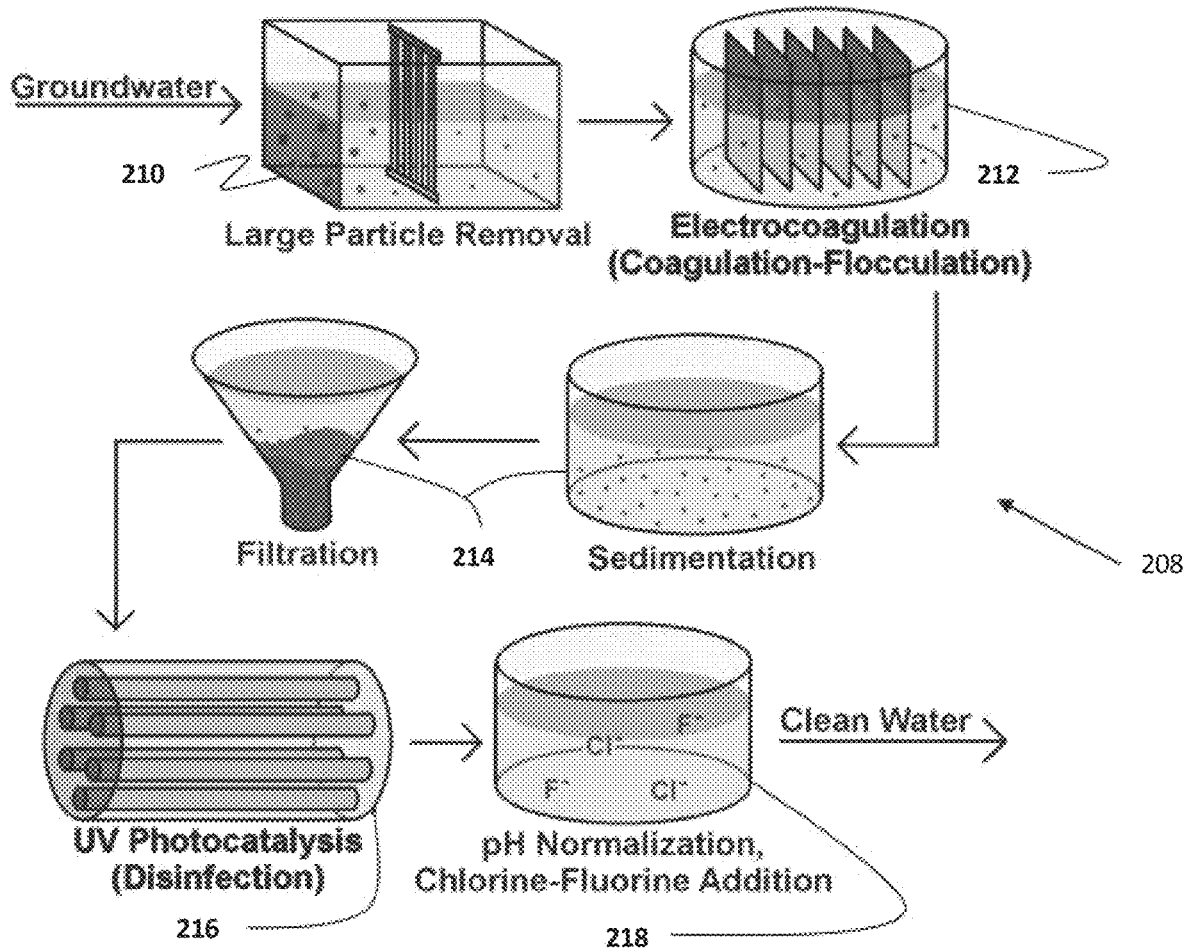 Groundwater
210
Large Particle Removal
212
Electrocoagulation
(Coagulation-Flocculation)
Filtration
214
Sedimentation
208
UV Photocatalysis
(Disinfection)
216
F⁻
Cl⁻
F⁻
Cl⁻
pH Normalization,
Chlorine-Fluorine Addition
218
Clean Water